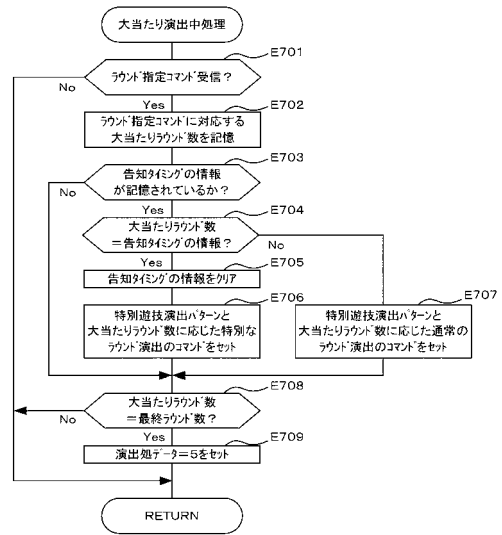 大当たり演出中処理
E701
ラウンド指定コマンド受信？
No
Yes
E702
ラウンド指定コマンドに対応する
大当たりラウンド数を記憶
E703
告知タイミングの情報
が記憶されているか？
No
Yes
E704
大当たりラウンド数
＝告知タイミングの情報？
No
Yes
E705
告知タイミングの情報をクリア
E706
特別遊技演出パターンと
大当たりラウンド数に応じた特別な
ラウンド演出のコマンドをセット
E707
特別遊技演出パターンと
大当たりラウンド数に応じた通常の
ラウンド演出のコマンドをセット
E708
大当たりラウンド数
＝最終ラウンド数？
No
Yes
E709
演出処データ＝5をセット
RETURN